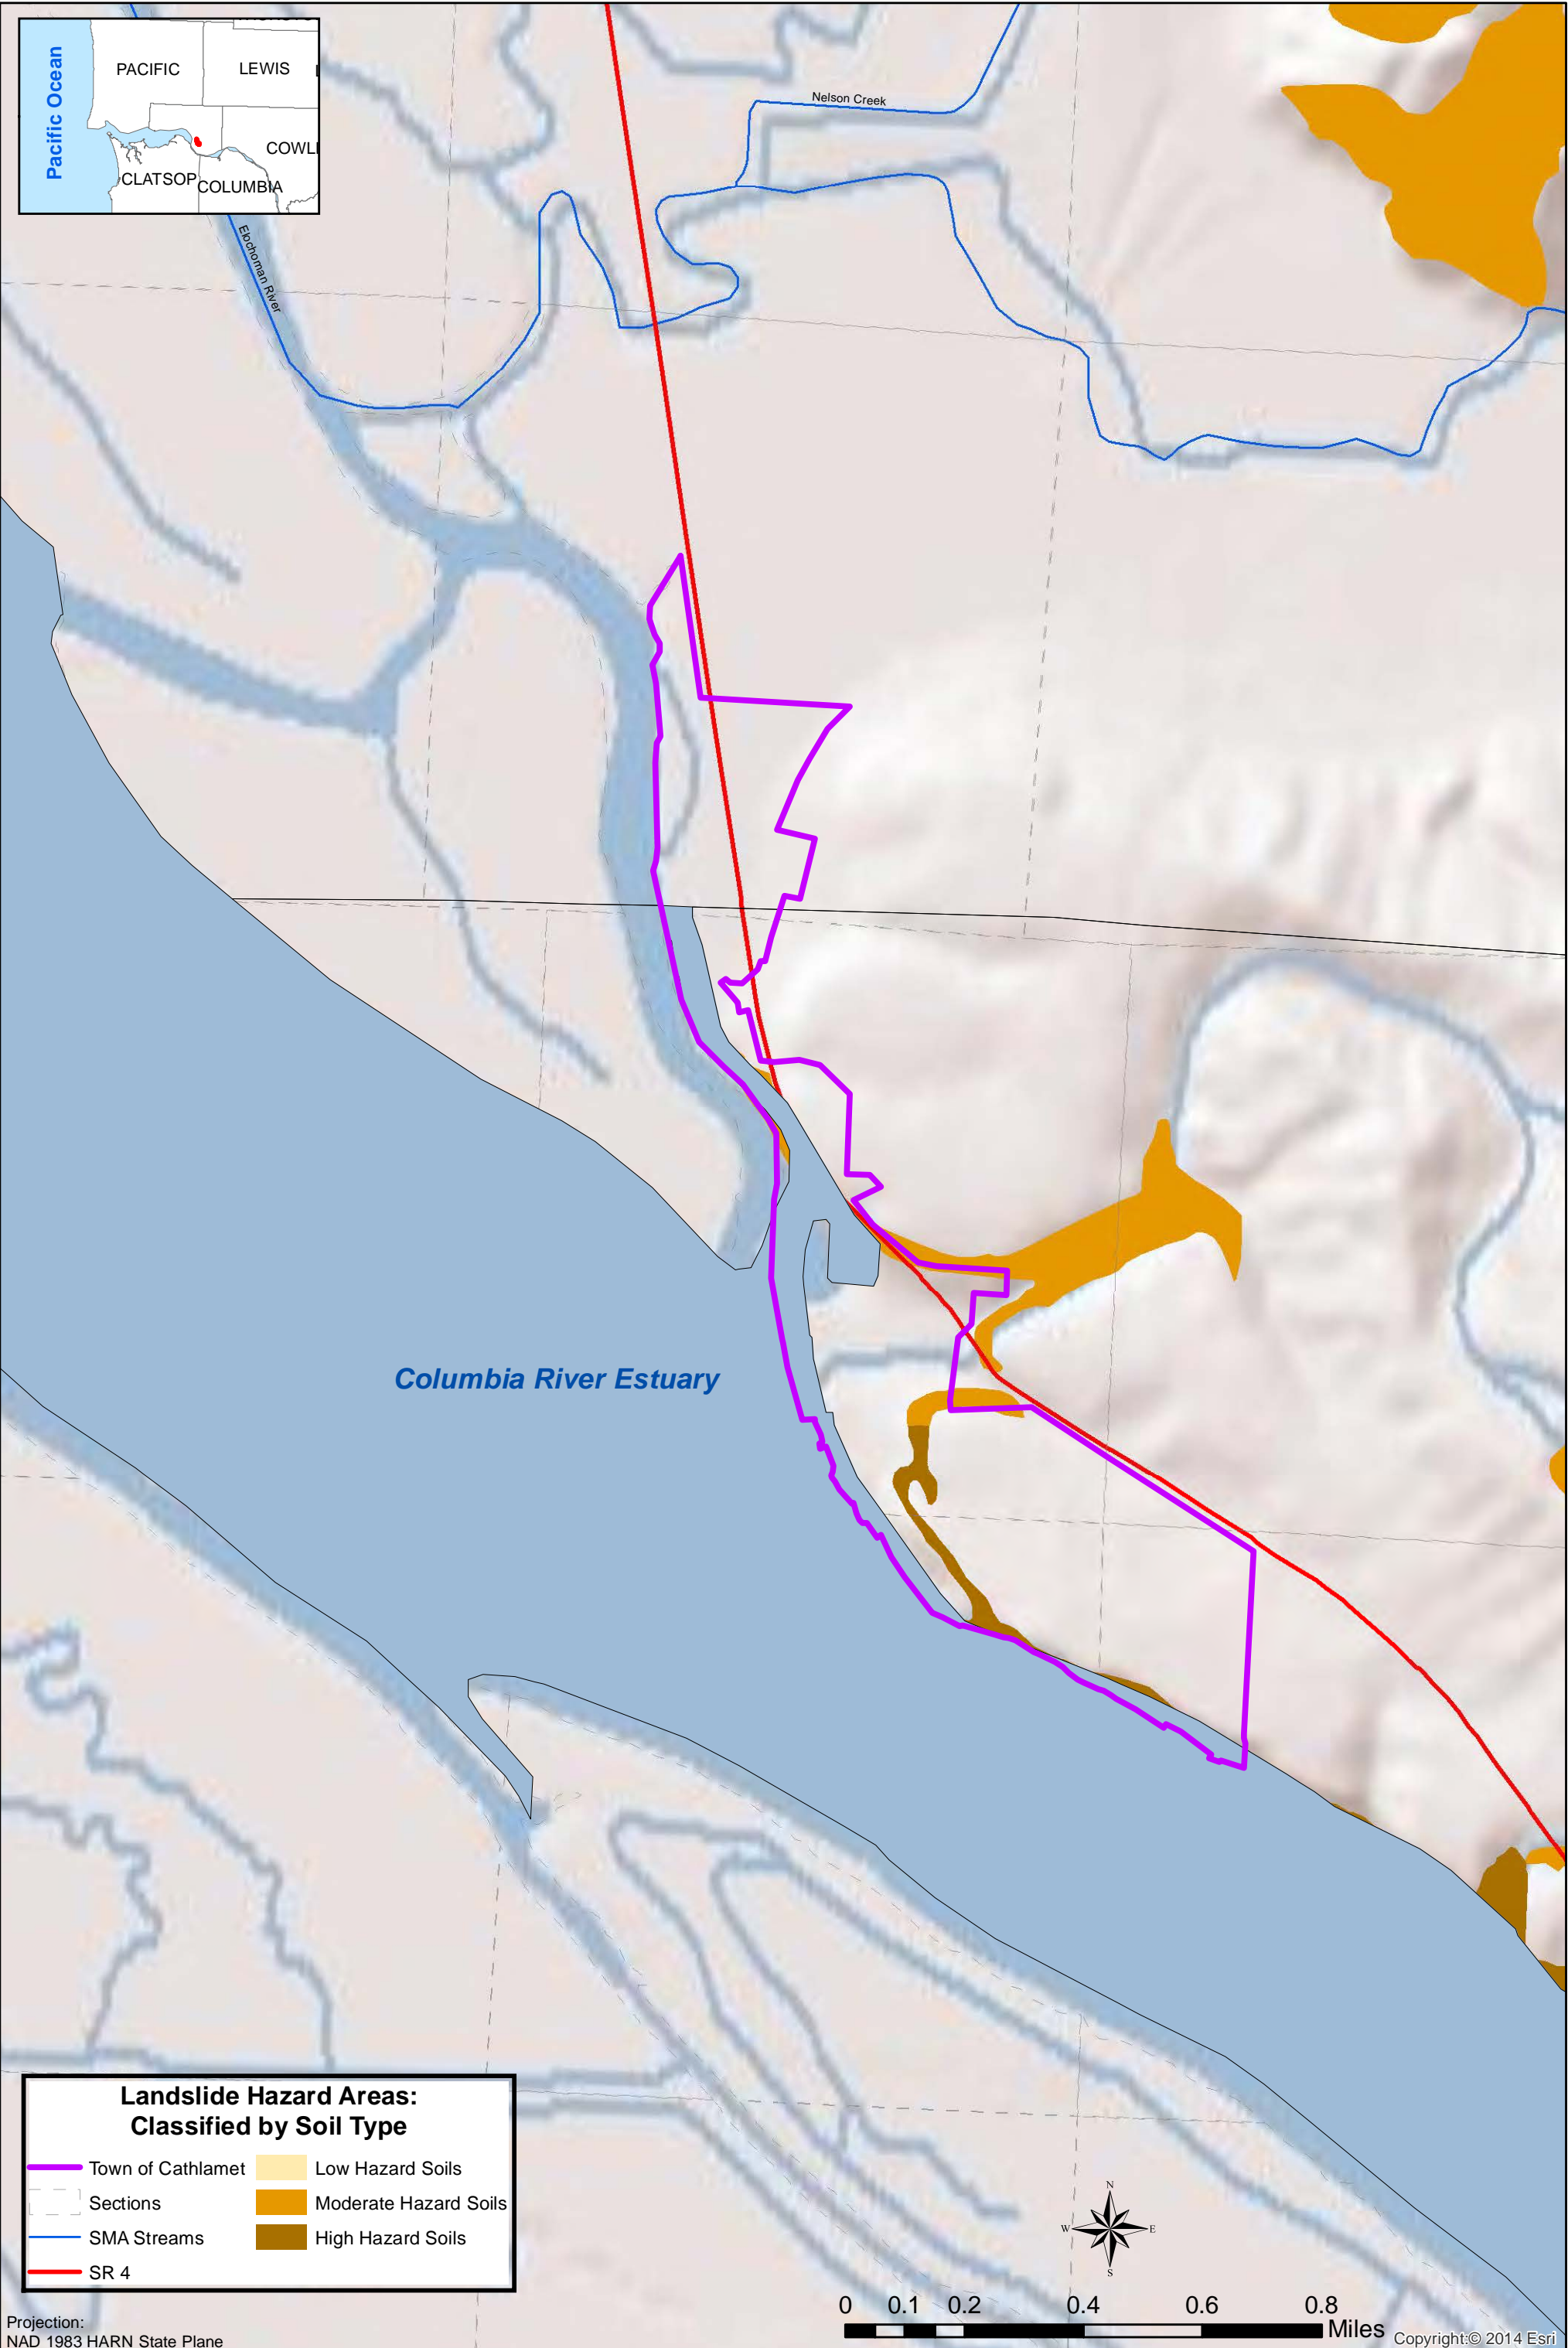 Pacific Ocean
PACIFIC
LEWIS
COWLI
CLATSOP
COLUMBIA
Nelson Creek
Elochoman River
Columbia River Estuary
Landslide Hazard Areas:
Classified by Soil Type
Town of Cathlamet
Low Hazard Soils
Sections
Moderate Hazard Soils
SMA Streams
High Hazard Soils
SR 4
N
W
E
S
0 0.1 0.2 0.4 0.6 0.8
Miles
Projection:
NAD 1983 HARN State Plane
Copyright:© 2014 Esri